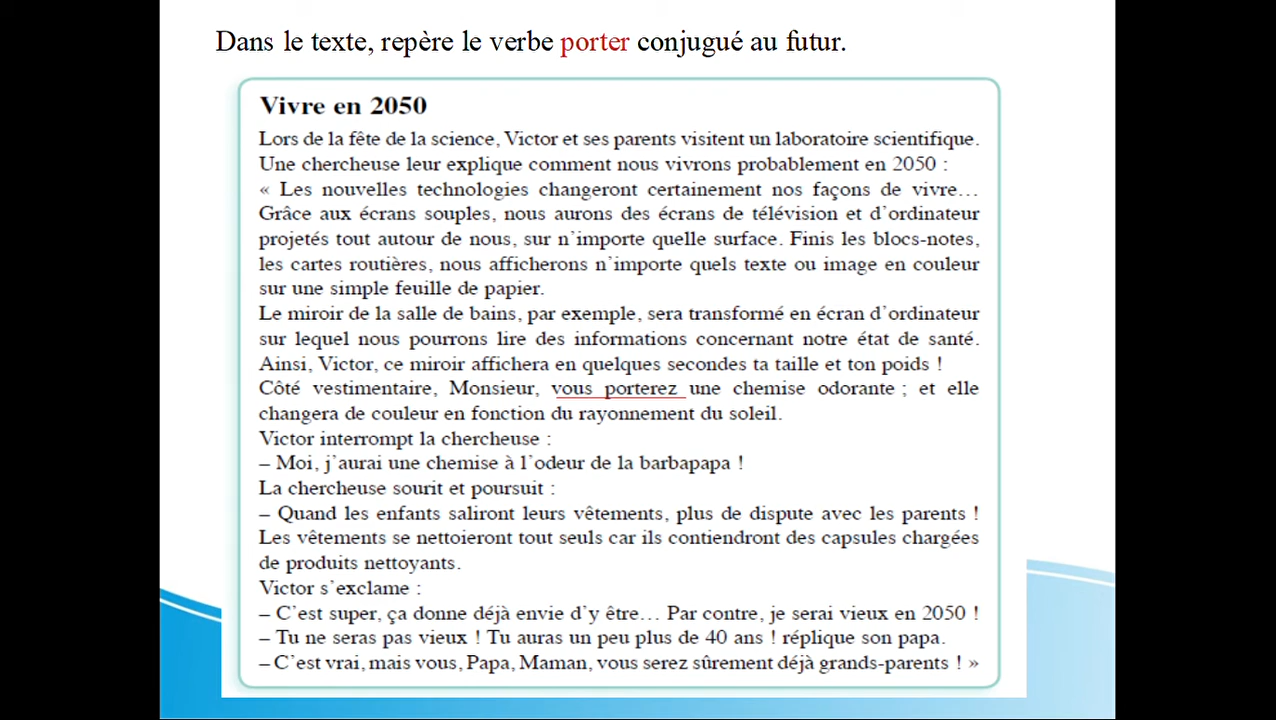 Dans le texte, repère le verbe porter conjugué au futur.
Vivre en 2050
Lors de la fête de la science, Victor et ses parents visitent un laboratoire scientifique.
Une chercheuse leur explique comment nous vivrons probablement en 2050 :
« Les nouvelles technologies changeront certainement nos façons de vivre…
Grâce aux écrans souples, nous aurons des écrans de télévision et d’ordinateur
projetés tout autour de nous, sur n’importe quelle surface. Finis les blocs-notes,
les cartes routières, nous afficherons n’importe quels texte ou image en couleur
sur une simple feuille de papier.
Le miroir de la salle de bains, par exemple, sera transformé en écran d’ordinateur
sur lequel nous pourrons lire des informations concernant notre état de santé.
Ainsi, Victor, ce miroir affichera en quelques secondes ta taille et ton poids !
Côté vestimentaire, Monsieur, vous porterez une chemise odorante ; et elle
changera de couleur en fonction du rayonnement du soleil.
Victor interrompt la chercheuse :
– Moi, j’aurai une chemise à l’odeur de la barbapapa !
La chercheuse sourit et poursuit :
– Quand les enfants saliront leurs vêtements, plus de dispute avec les parents !
Les vêtements se nettoieront tout seuls car ils contiendront des capsules chargées
de produits nettoyants.
Victor s’exclame :
– C’est super, ça donne déjà envie d’y être… Par contre, je serai vieux en 2050 !
– Tu ne seras pas vieux ! Tu auras un peu plus de 40 ans ! réplique son papa.
– C’est vrai, mais vous, Papa, Maman, vous serez sûrement déjà grands-parents ! »